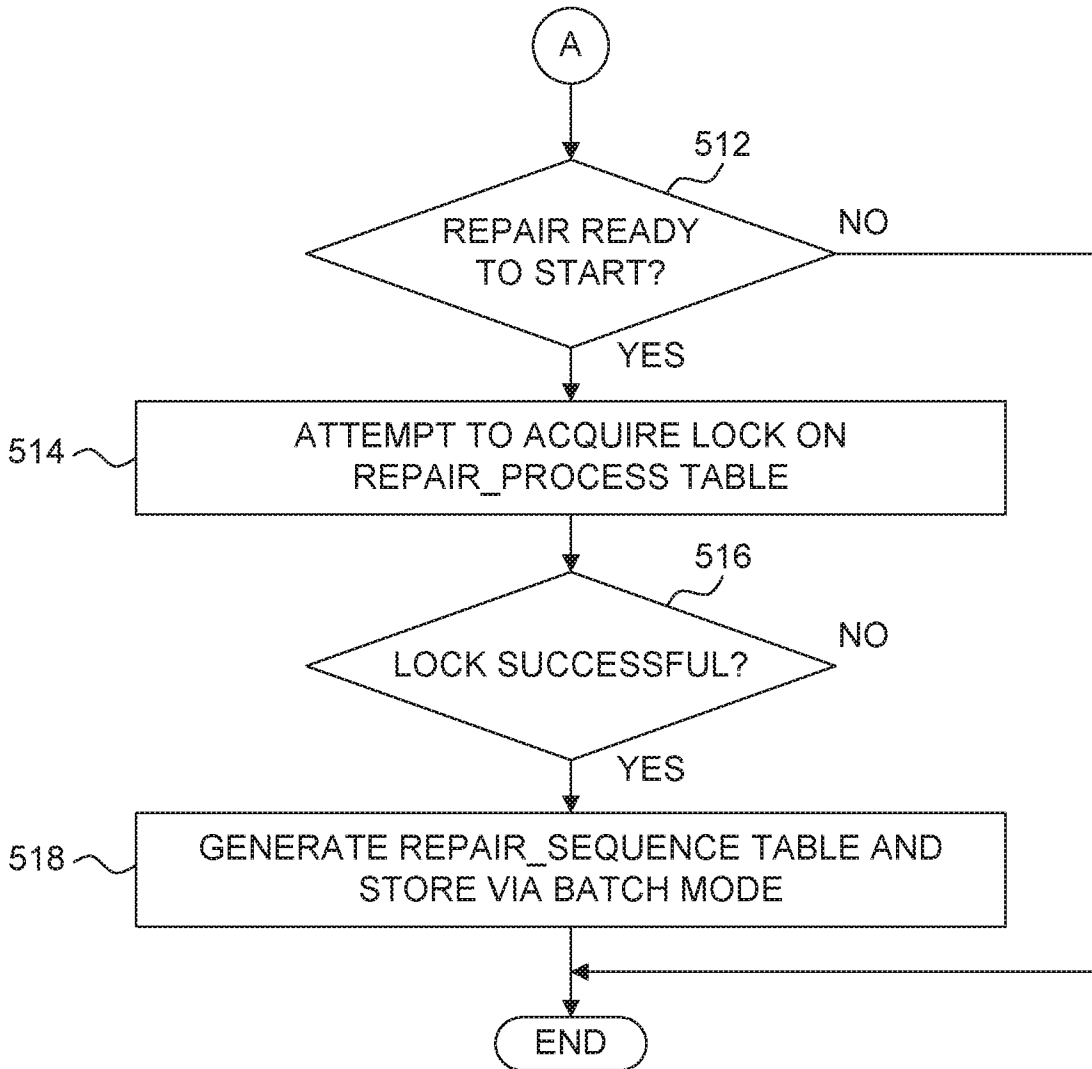 A
512
REPAIR READY
TO START?
NO
YES
514
ATTEMPT TO ACQUIRE LOCK ON
REPAIR_PROCESS TABLE
516
LOCK SUCCESSFUL?
NO
YES
518
GENERATE REPAIR_SEQUENCE TABLE AND
STORE VIA BATCH MODE
END